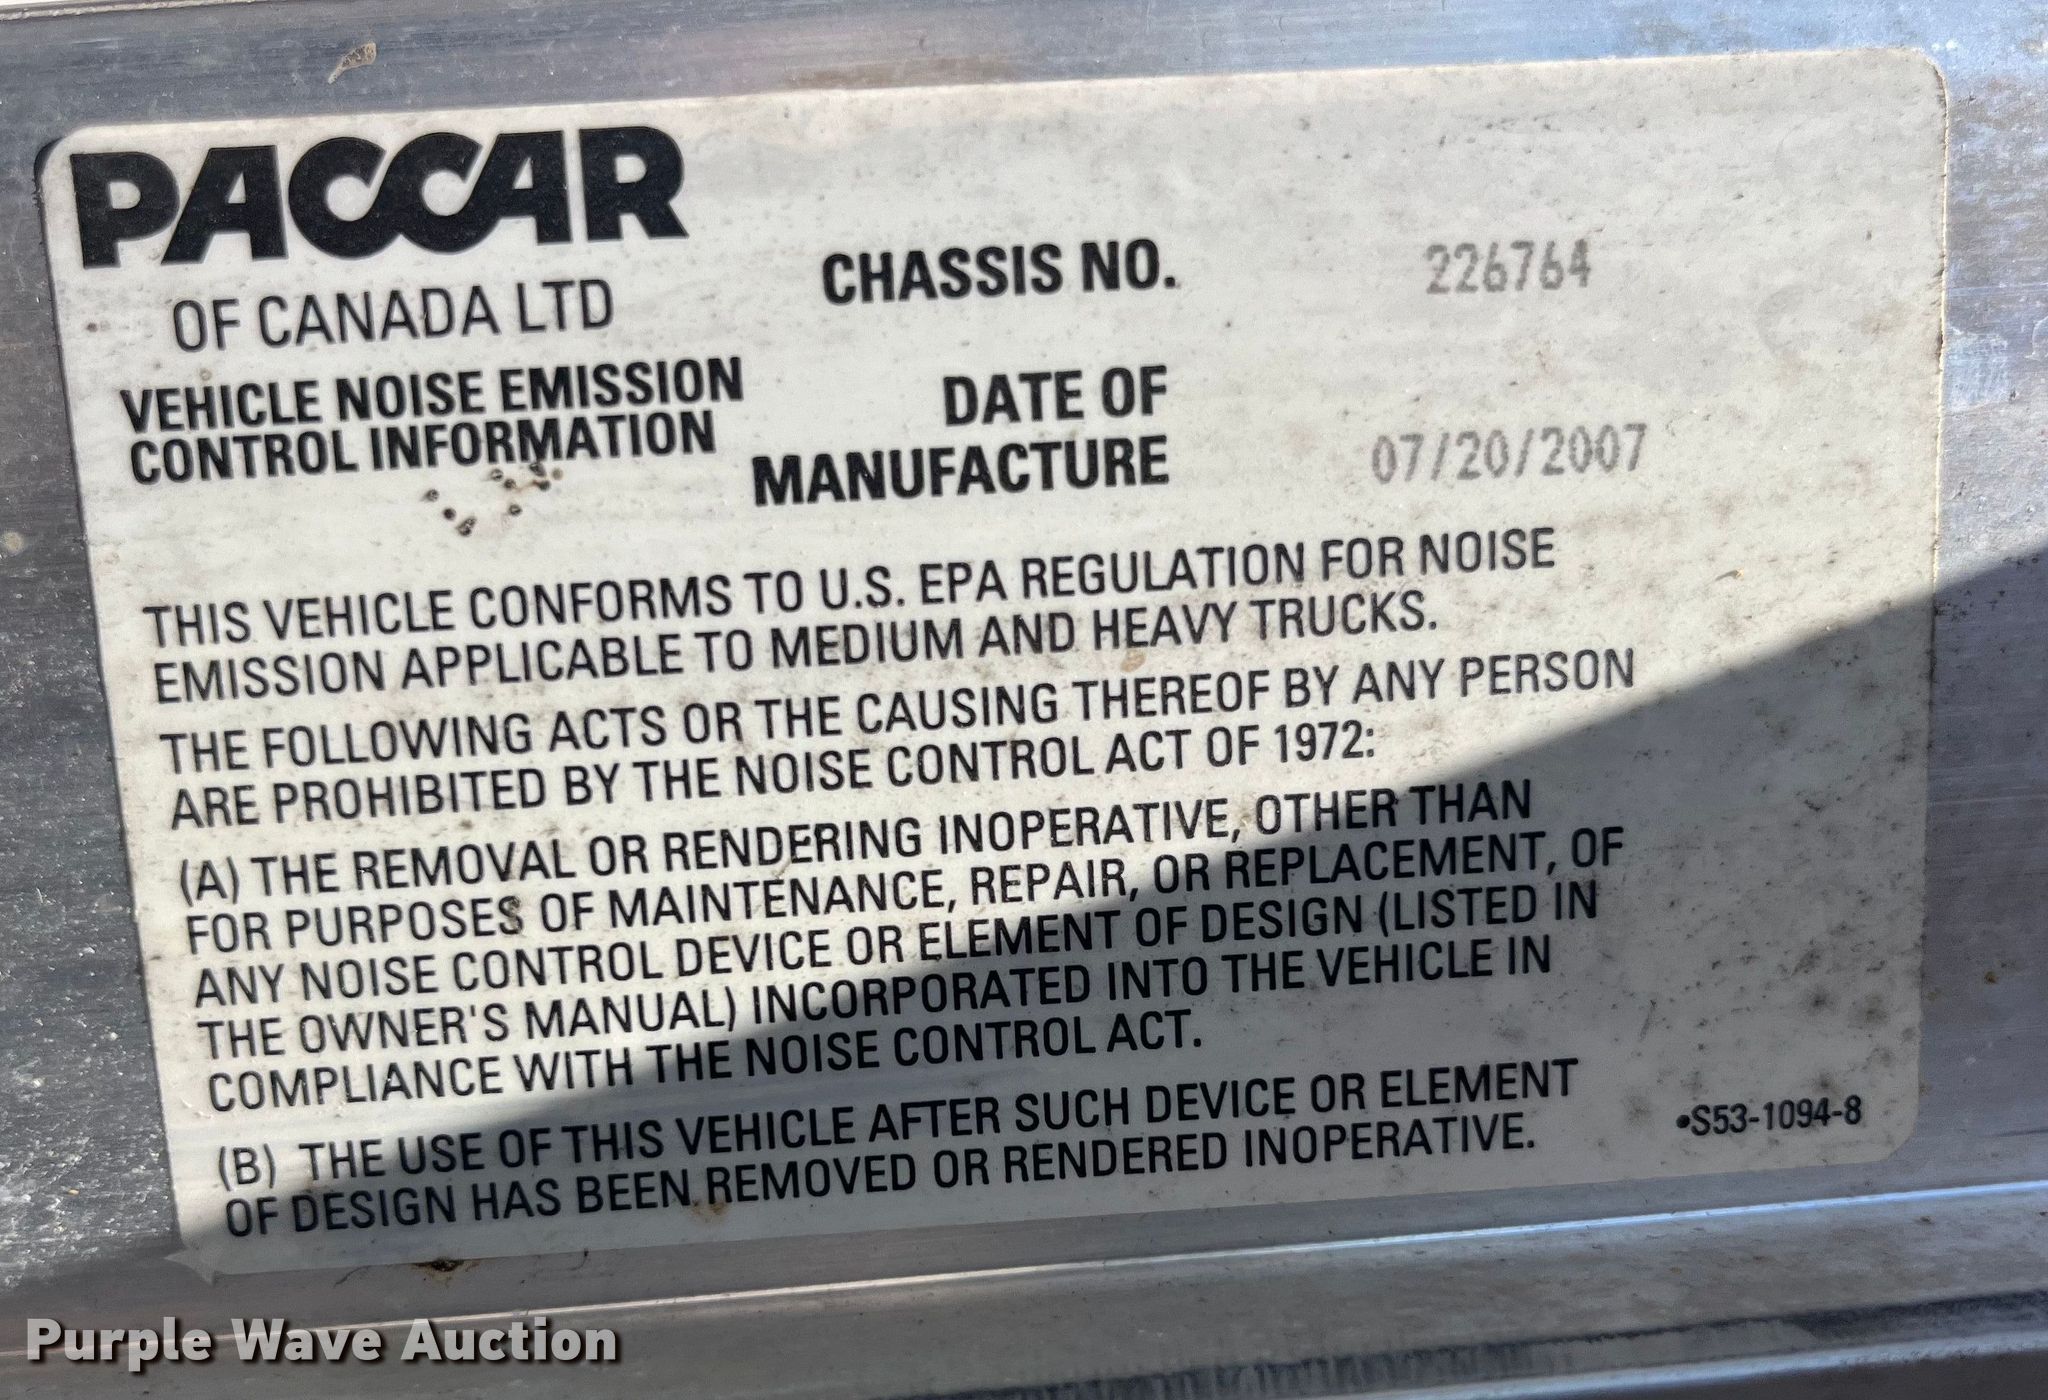 PACCAR
OF CANADA LTD
VEHICLE NOISE EMISSION
CONTROL INFORMATION
CHASSIS NO. 226764
DATE OF
MANUFACTURE 07/20/2007
THIS VEHICLE CONFORMS TO U.S. EPA REGULATION FOR NOISE
EMISSION APPLICABLE TO MEDIUM AND HEAVY TRUCKS.
THE FOLLOWING ACTS OR THE CAUSING THEREOF BY ANY PERSON
ARE PROHIBITED BY THE NOISE CONTROL ACT OF 1972:
(A) THE REMOVAL OR RENDERING INOPERATIVE, OTHER THAN
FOR PURPOSES OF MAINTENANCE, REPAIR, OR REPLACEMENT, OF
ANY NOISE CONTROL DEVICE OR ELEMENT OF DESIGN (LISTED IN
THE OWNER'S MANUAL) INCORPORATED INTO THE VEHICLE IN
COMPLIANCE WITH THE NOISE CONTROL ACT.
(B) THE USE OF THIS VEHICLE AFTER SUCH DEVICE OR ELEMENT
OF DESIGN HAS BEEN REMOVED OR RENDERED INOPERATIVE.
•S53-1094-8
Purple Wave Auction